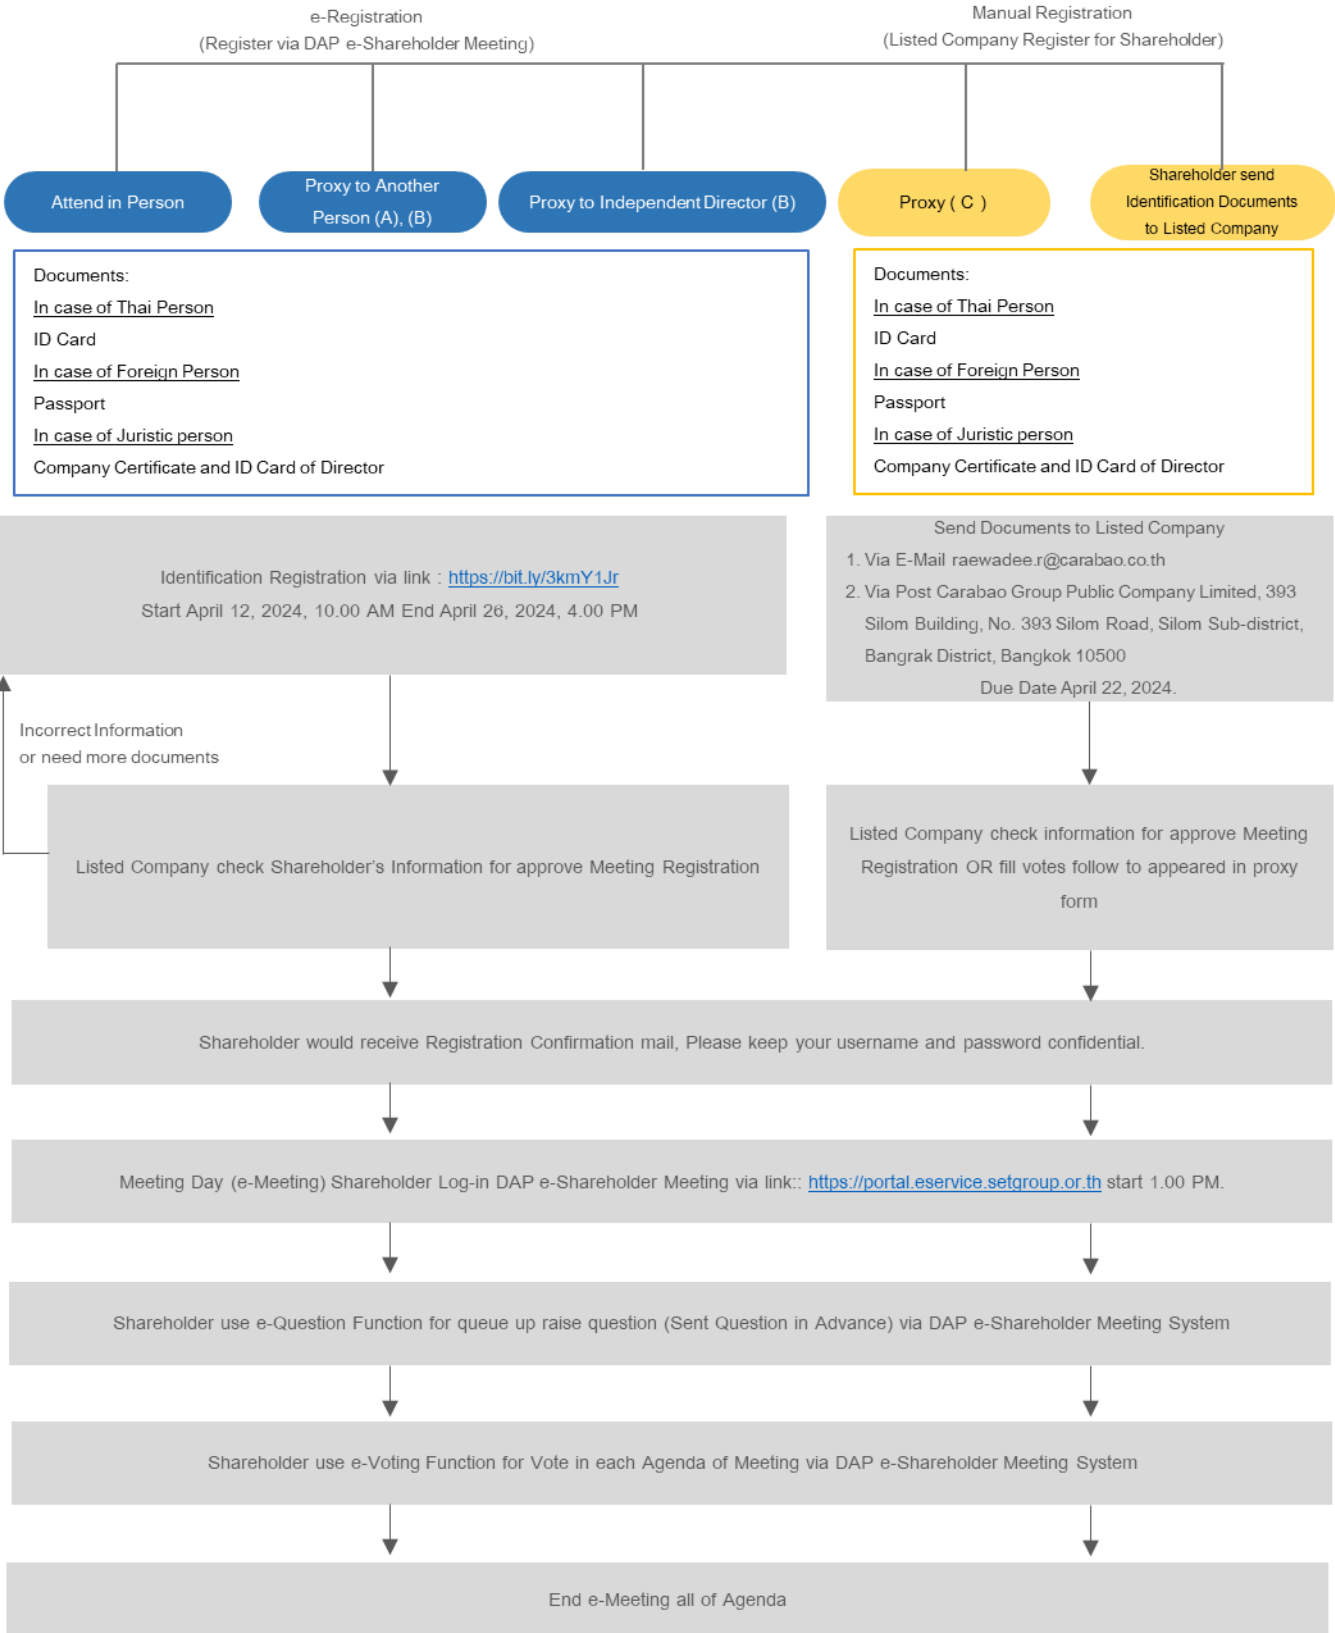 e-Registration
(Register via DAP e-Shareholder Meeting)
Manual Registration
(Listed Company Register for Shareholder)
Attend in Person
Proxy to Another
Person (A), (B)
Proxy to Independent Director (B)
Proxy ( C )
Shareholder send
Identification Documents
to Listed Company
Documents:
In case of Thai Person
ID Card
In case of Foreign Person
Passport
In case of Juristic person
Company Certificate and ID Card of Director
Documents:
In case of Thai Person
ID Card
In case of Foreign Person
Passport
In case of Juristic person
Company Certificate and ID Card of Director
Identification Registration via link : https://bit.ly/3kmY1Jr
Start April 12, 2024, 10.00 AM End April 26, 2024, 4.00 PM
Send Documents to Listed Company
1. Via E-Mail raewadee.r@carabao.co.th
2. Via Post Carabao Group Public Company Limited, 393
Silom Building, No. 393 Silom Road, Silom Sub-district,
Bangrak District, Bangkok 10500
Due Date April 22, 2024.
Incorrect Information
or need more documents
Listed Company check Shareholder's Information for approve Meeting Registration
Listed Company check information for approve Meeting
Registration OR fill votes follow to appeared in proxy
form
Shareholder would receive Registration Confirmation mail, Please keep your username and password confidential.
Meeting Day (e-Meeting) Shareholder Log-in DAP e-Shareholder Meeting via link:: https://portal.eservice.setgroup.or.th start 1.00 PM.
Shareholder use e-Question Function for queue up raise question (Sent Question in Advance) via DAP e-Shareholder Meeting System
Shareholder use e-Voting Function for Vote in each Agenda of Meeting via DAP e-Shareholder Meeting System
End e-Meeting all of Agenda